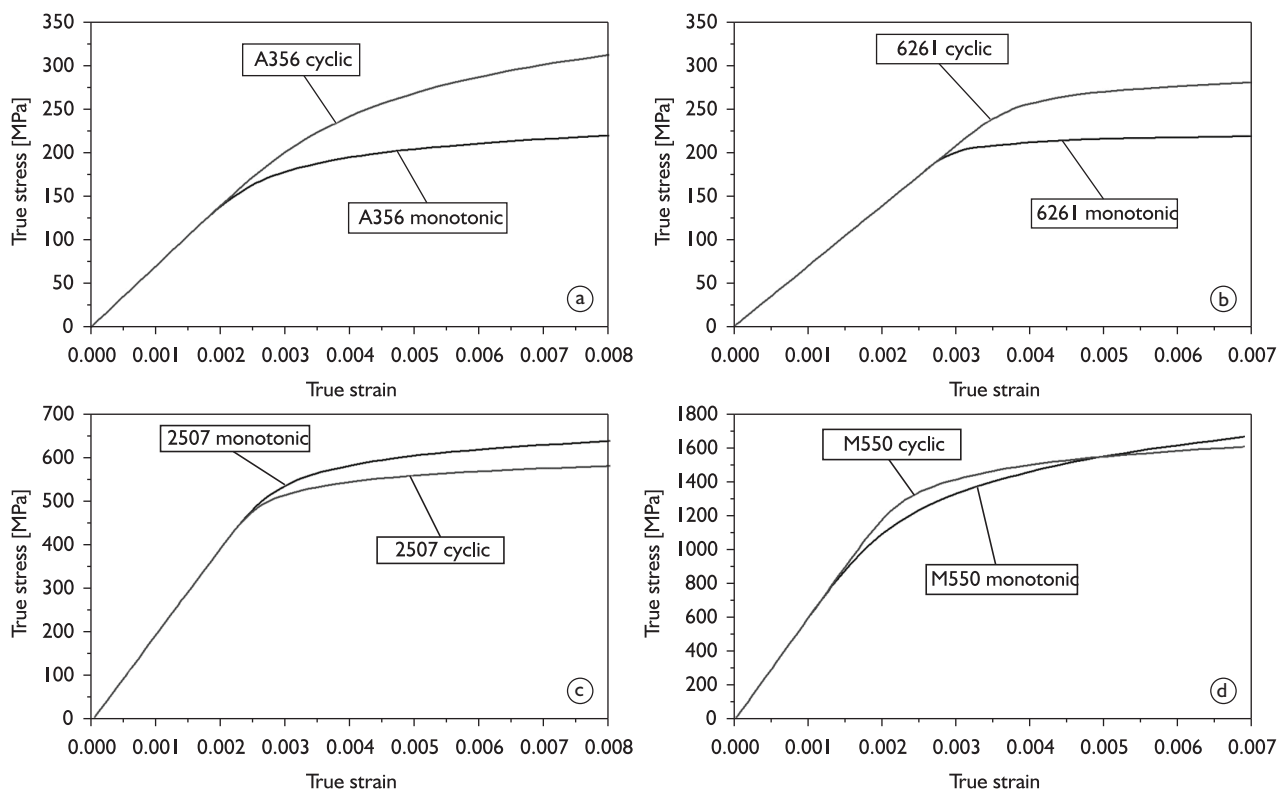 350
300
250
200
150
100
50
0
True stress [MPa]
A356 cyclic
A356 monotonic
a
0.000 0.001 0.002 0.003 0.004 0.005 0.006 0.007 0.008
True strain
350
300
250
200
150
100
50
0
True stress [MPa]
6261 cyclic
6261 monotonic
b
0.000 0.001 0.002 0.003 0.004 0.005 0.006 0.007
True strain
700
600
500
400
300
200
100
0
True stress [MPa]
2507 monotonic
2507 cyclic
c
0.000 0.001 0.002 0.003 0.004 0.005 0.006 0.007 0.008
True strain
1800
1600
1400
1200
1000
800
600
400
200
0
True stress [MPa]
M550 cyclic
M550 monotonic
d
0.000 0.001 0.002 0.003 0.004 0.005 0.006 0.007
True strain